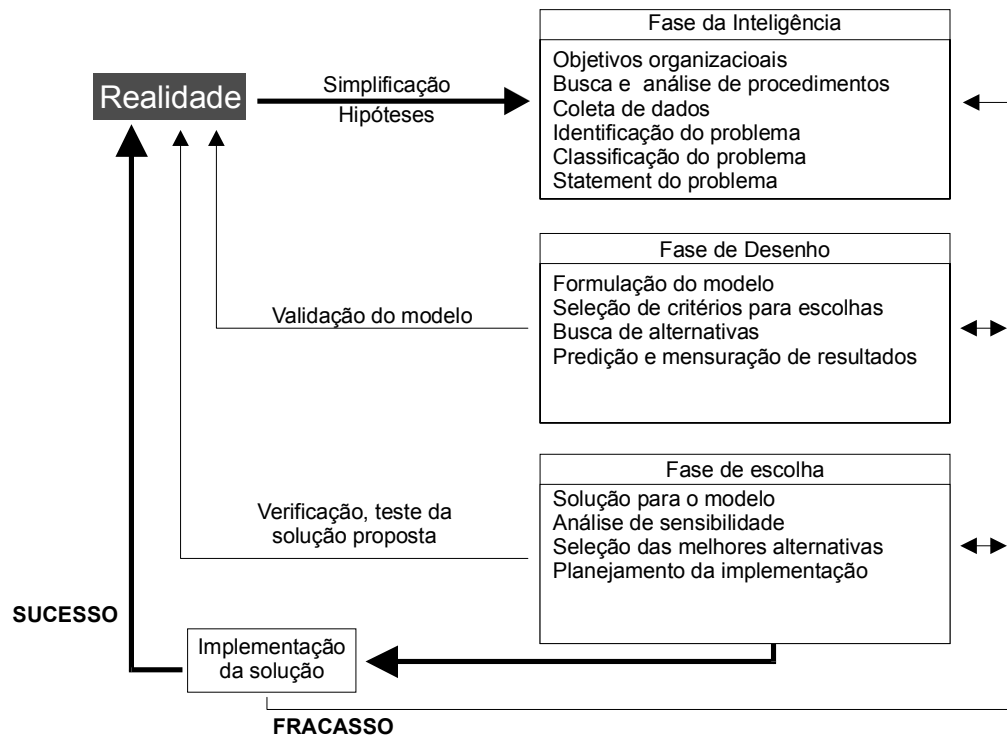 Fase da Inteligência
Objetivos organizacioais
Busca e análise de procedimentos
Coleta de dados
Identificação do problema
Classificação do problema
Statement do problema
Realidade
Simplificação
Hipóteses
Fase de Desenho
Formulação do modelo
Seleção de critérios para escolhas
Busca de alternativas
Predição e mensuração de resultados
Validação do modelo
Fase de escolha
Solução para o modelo
Análise de sensibilidade
Seleção das melhores alternativas
Planejamento da implementação
Verificação, teste da
solução proposta
SUCESSO
Implementação
da solução
FRACASSO